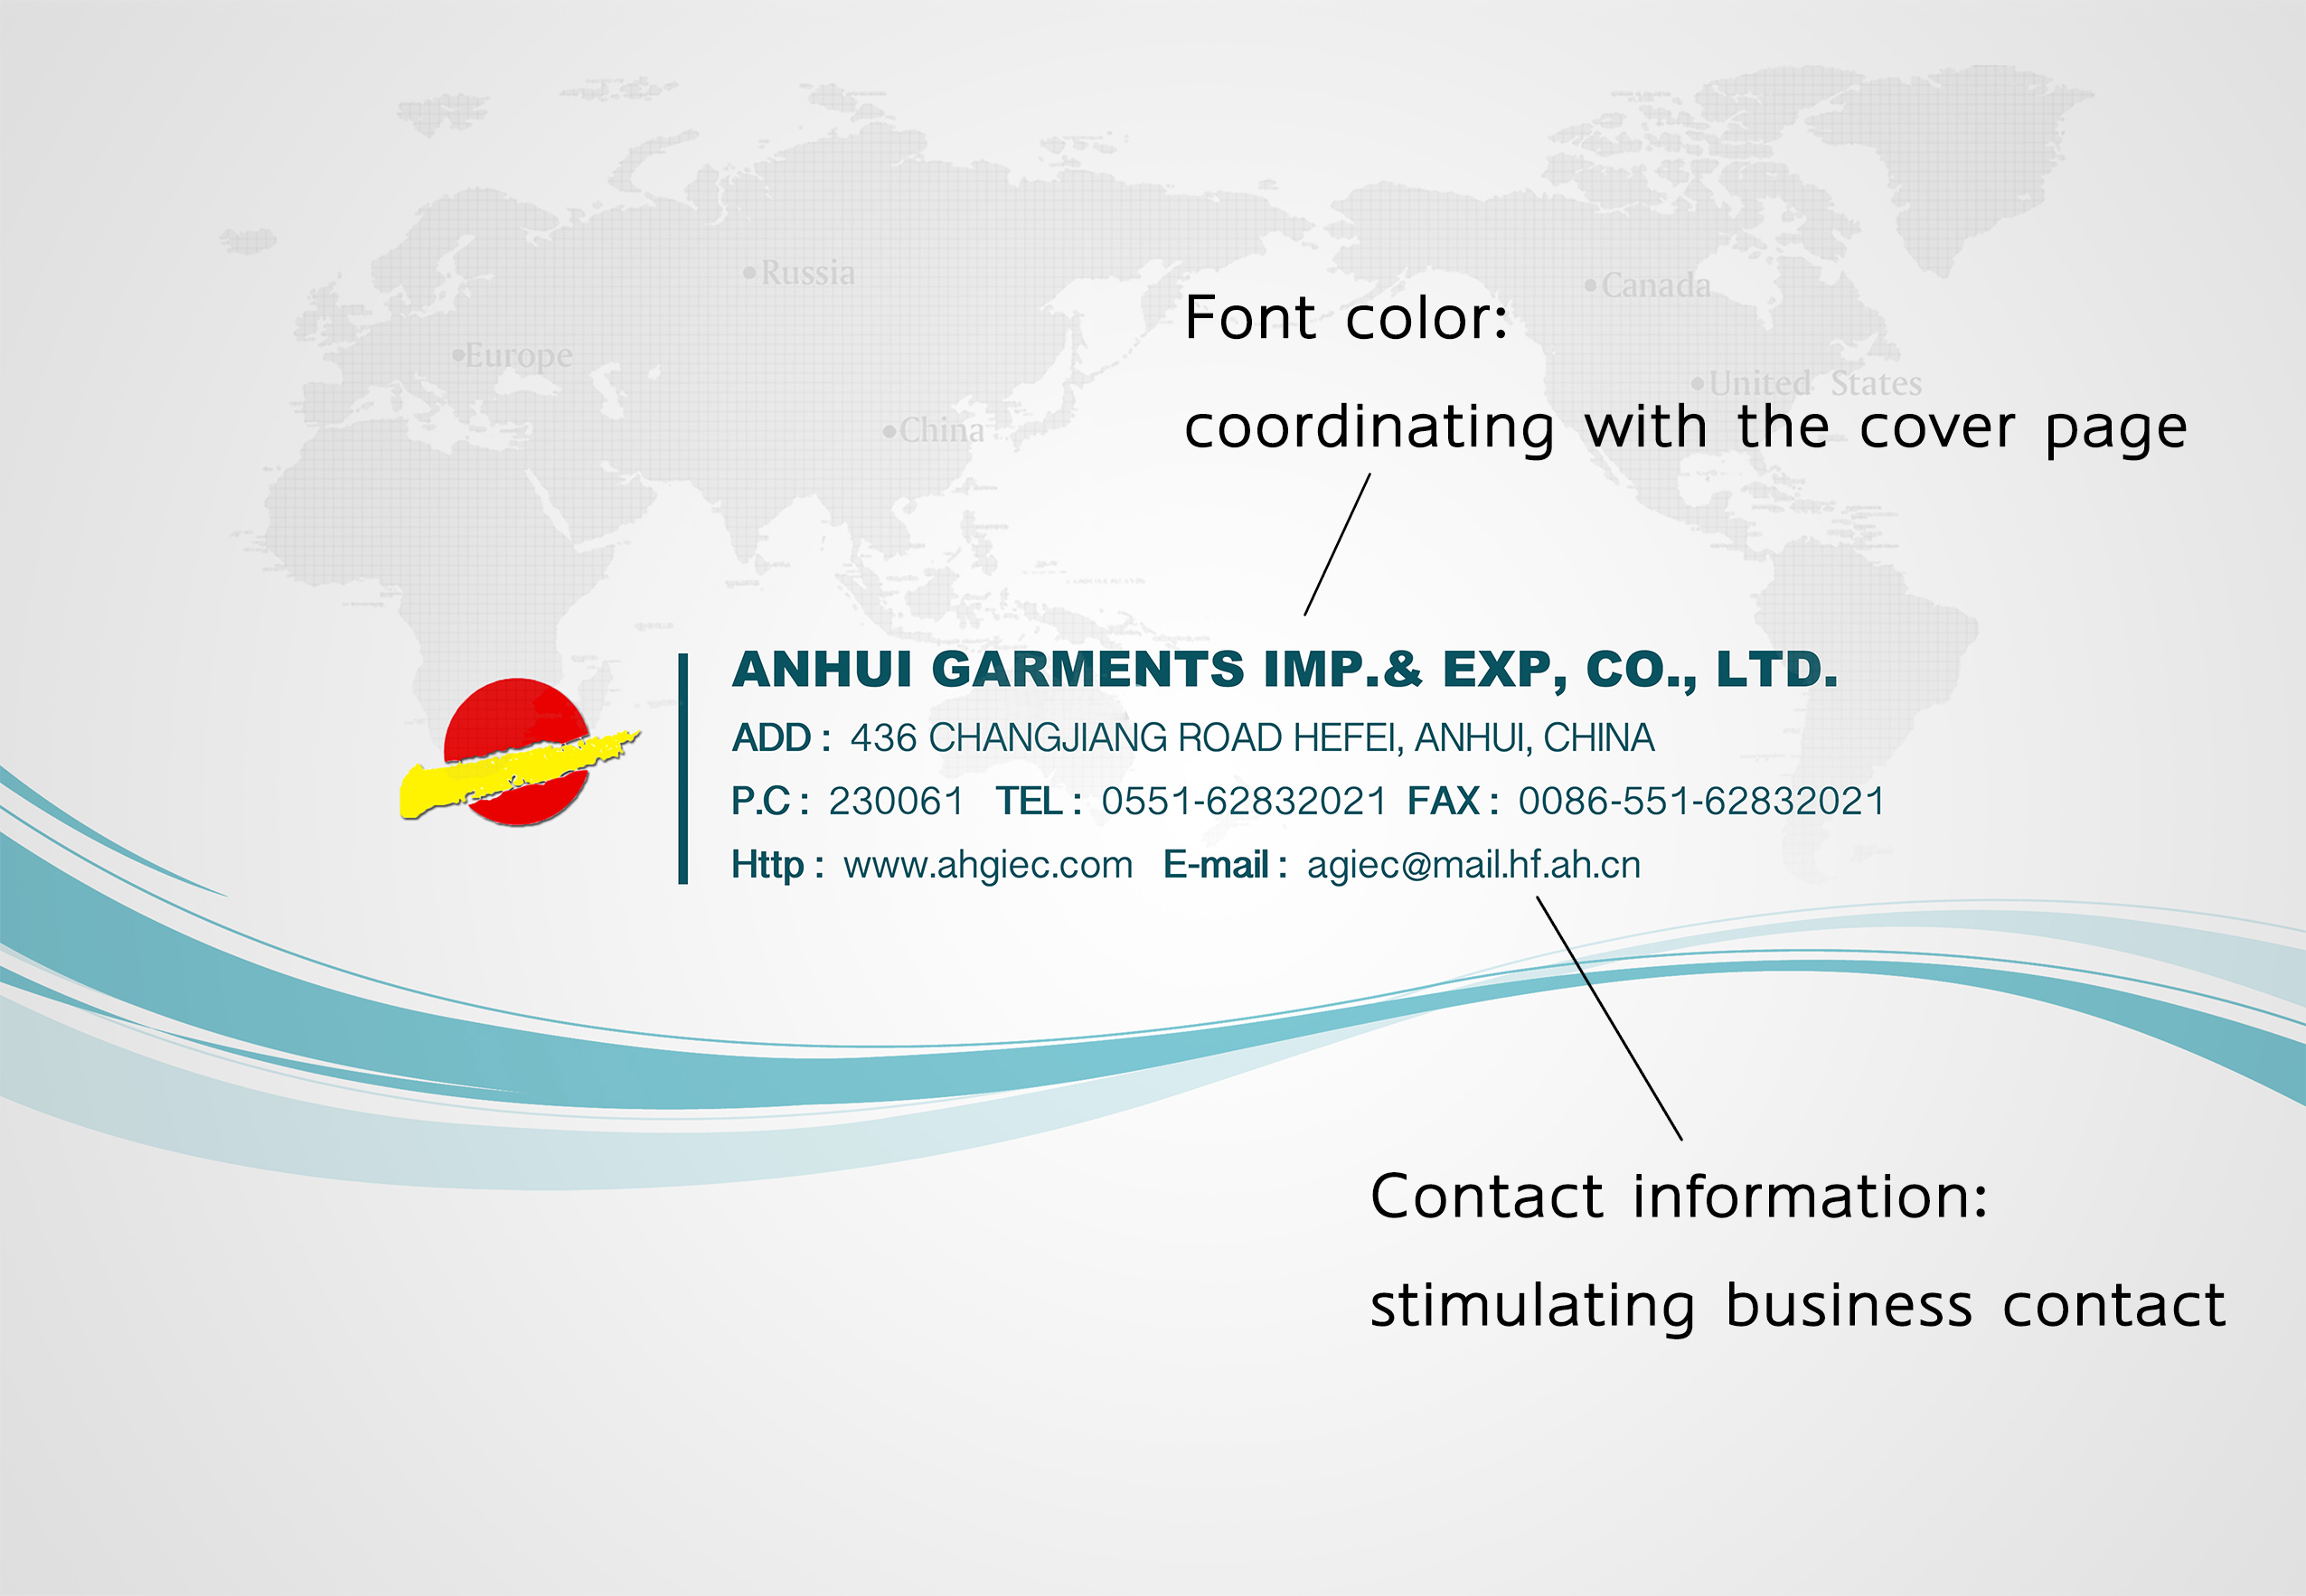 Russia
Canada
Font color:
Europe
United States
China
coordinating with the cover page
ANHUI GARMENTS IMP.& EXP, CO., LTD.
ADD : 436 CHANGJIANG ROAD HEFEI, ANHUI, CHINA
P.C : 230061 TEL : 0551-62832021 FAX : 0086-551-62832021
Http : www.ahgiec.com E-mail : agiec@mail.hf.ah.cn
Contact information:
stimulating business contact